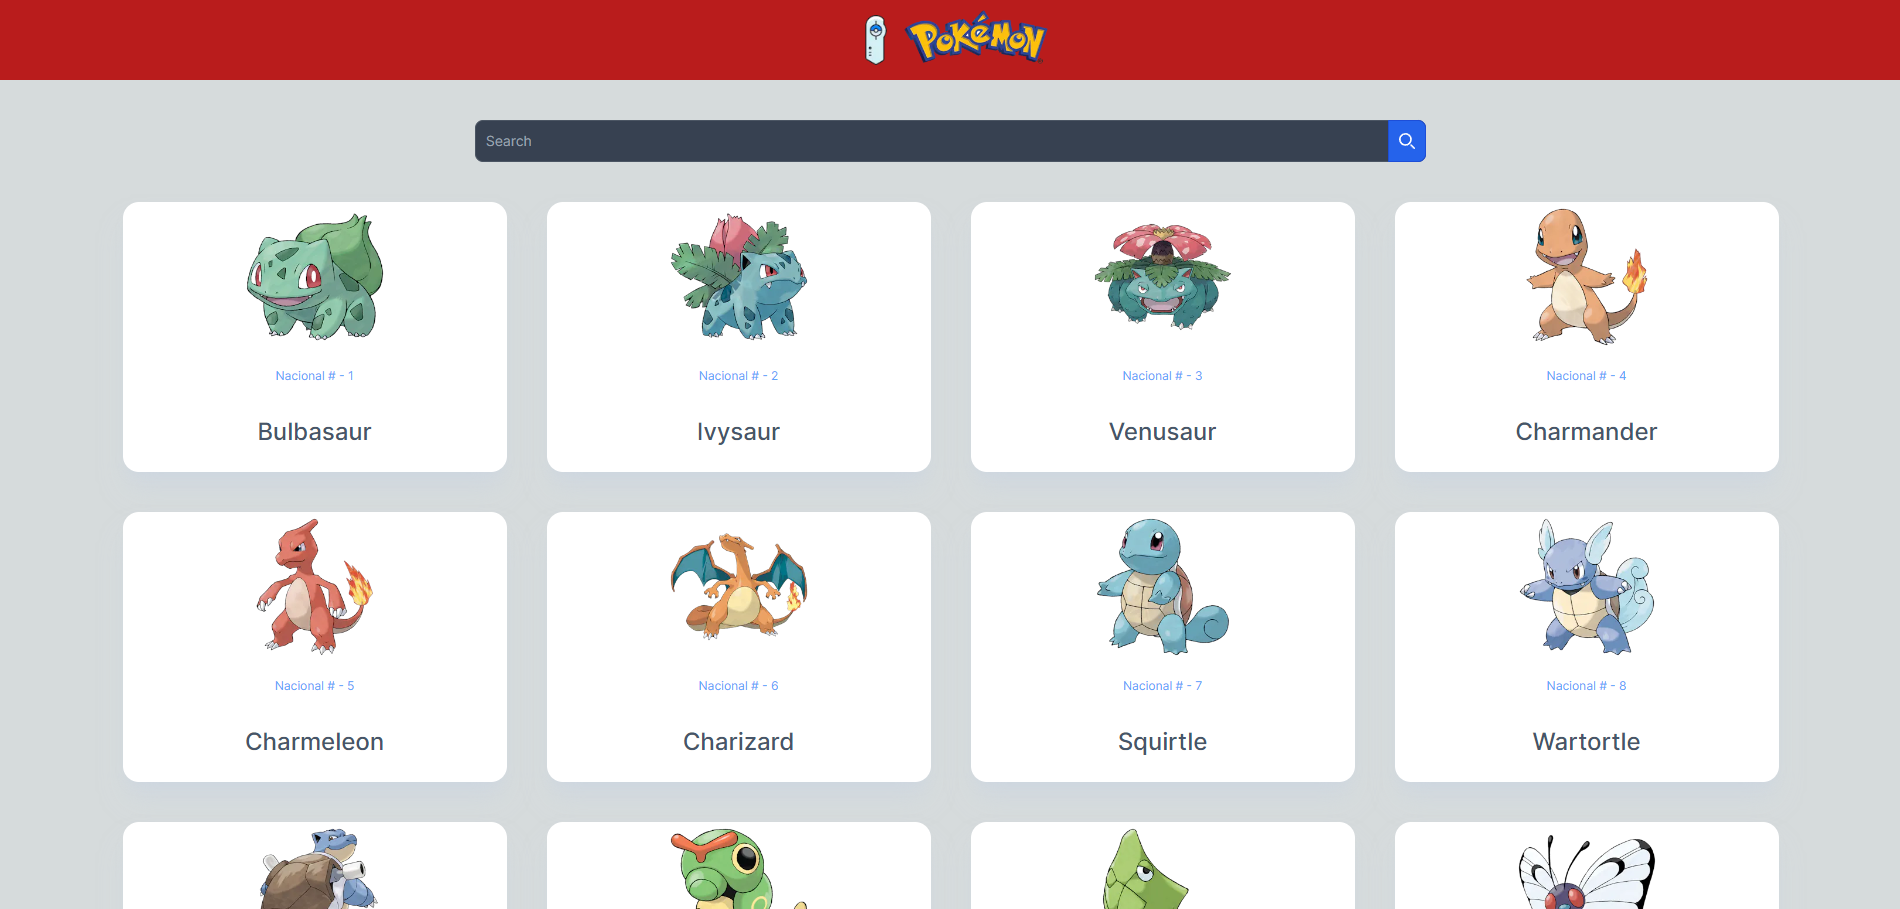 Pokémon
Search
Nacional # - 1
Bulbasaur
Nacional # - 2
Ivysaur
Nacional # - 3
Venusaur
Nacional # - 4
Charmander
Nacional # - 5
Charmeleon
Nacional # - 6
Charizard
Nacional # - 7
Squirtle
Nacional # - 8
Wartortle